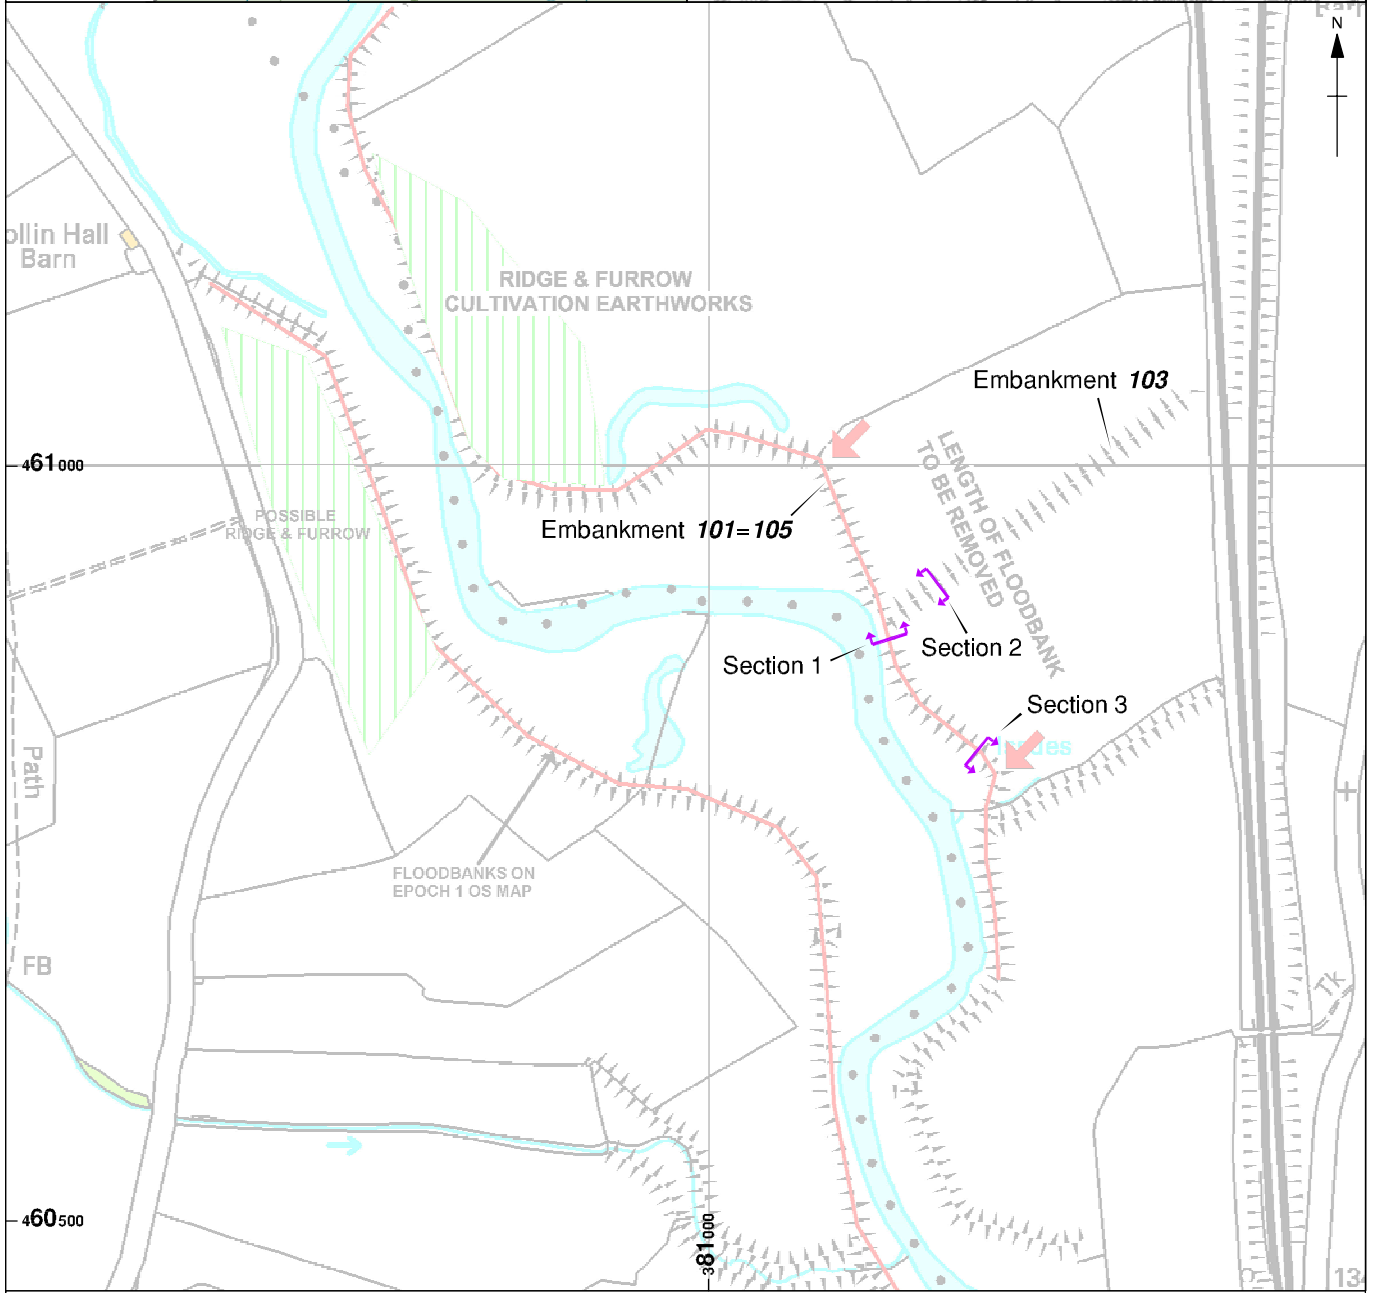 N
ollin Hall
Barn
RIDGE & FURROW
CULTIVATION EARTHWORKS
Embankment 103
LENGTH OF FLOODBANK
TO BE REMOVED
461000
POSSIBLE
RIDGE & FURROW
Embankment 101=105
Section 1
Section 2
Section 3
Path
FLOODBANKS ON
EPOCH 1 OS MAP
FB
Tk
460500
381000